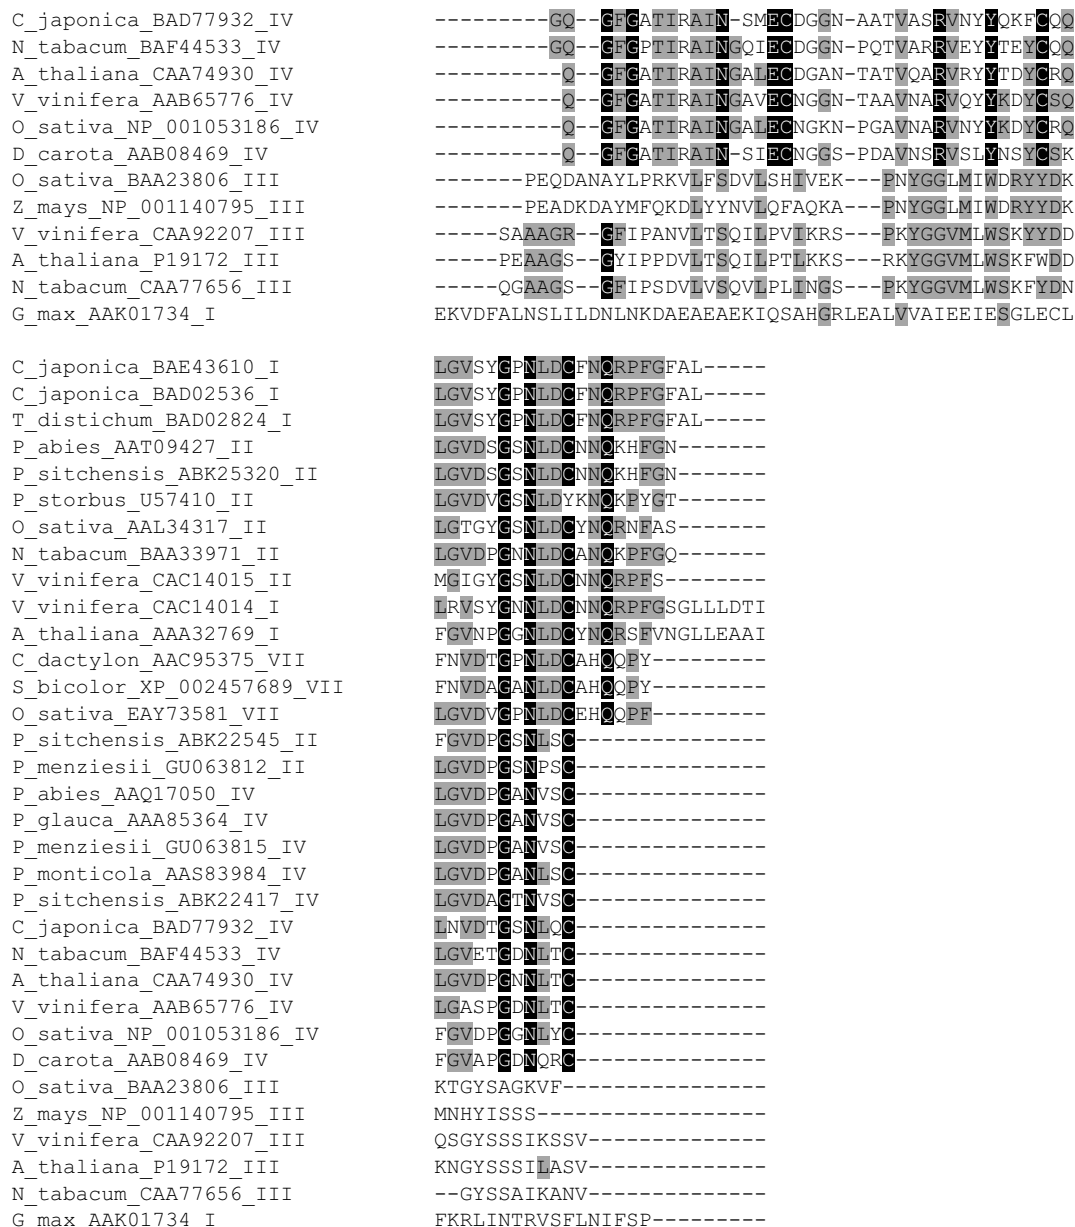 C_japonica_BAD77932_IV ---------GQ--GFGATIRAIN-SMECDGGN-AATVASRVNYYQKFCQQ
N_tabacum_BAF44533_IV ---------GQ--GFGPTIRAINGQIECDGGN-PQTVARRVEYYTEYCQQ
A_thaliana_CAA74930_IV ----------Q--GFGATIRAINGALECDGAN-TATVQARVRYYTDYCRQ
V_vinifera_AAB65776_IV ----------Q--GFGATIRAINGAVECNGGN-TAAVNARVQYYKDYCSQ
O_sativa_NP_001053186_IV ----------Q--GFGATIRAINGALECNGKN-PGAVNARVNYYKDYCRQ
D_carota_AAB08469_IV ----------Q--GFGATIRAIN-SIECNGGS-PDAVNSRVSLYNSYCSK
O_sativa_BAA23806_III -------PEQDANAYLPRKVLFSDVLSHIVEK---PNYGGLMIWDRYYDK
Z_mays_NP_001140795_III -------PEADKDAYMFQKDLYYNVLQFAQKA---PNYGGLMIWDRYYDK
V_vinifera_CAA92207_III -----SAAAGR--GFIPANVLTSQILPVIKRS---PKYGGVMLWSKYYDD
A_thaliana_P19172_III -----PEAAGS--GYIPPDVLTSQILPTLKKS---RKYGGVMLWSKFWDD
N_tabacum_CAA77656_III -----QGAAGS--GFIPSDVLVSQVLPLINGS---PKYGGVMLWSKFYDN
G_max_AAK01734_I EKVDFALNSLILDNLNKDAEAEAEKIQSAHGRLEALVVAIEEIESGLECL
C_japonica_BAE43610_I LGVSYGPNLDCFNQRPFGFAL-----
C_japonica_BAD02536_I LGVSYGPNLDCFNQRPFGFAL-----
T_distichum_BAD02824_I LGVSYGPNLDCFNQRPFGFAL-----
P_abies_AAT09427_II LGVDSGSNLDCNNQKHFGN-------
P_sitchensis_ABK25320_II LGVDSGSNLDCNNQKHFGN-------
P_storbus_U57410_II LGVDVGSNLDYKNQKPYGT-------
O_sativa_AAL34317_II LGTGYGSNLDCYNQRNFAS-------
N_tabacum_BAA33971_II LGVDPGNNLDCANQKPFGQ-------
V_vinifera_CAC14015_II MGIGYGSNLDCNNQRPFS--------
V_vinifera_CAC14014_I LRVSYGNNLDCNNQRPFGSGLLLDTI
A_thaliana_AAA32769_I FGVNPGGNLDCYNQRSFVNGLLEAAI
C_dactylon_AAC95375_VII FNVDTGPNLDCAHQQPY---------
S_bicolor_XP_002457689_VII FNVDAGANLDCAHQQPY---------
O_sativa_EAY73581_VII LGVDVGPNLDCEHQQPF---------
P_sitchensis_ABK22545_II FGVDPGSNLSC---------------
P_menziesii_GU063812_II LGVDPGSNPSC---------------
P_abies_AAQ17050_IV LGVDPGANVSC---------------
P_glauca_AAA85364_IV LGVDPGANVSC---------------
P_menziesii_GU063815_IV LGVDPGANVSC---------------
P_monticola_AAS83984_IV LGVDPGANLSC---------------
P_sitchensis_ABK22417_IV LGVDAGTNVSC---------------
C_japonica_BAD77932_IV LNVDTGSNLQC---------------
N_tabacum_BAF44533_IV LGVETGDNLTC---------------
A_thaliana_CAA74930_IV LGVDPGNNLTC---------------
V_vinifera_AAB65776_IV LGASPGDNLTC---------------
O_sativa_NP_001053186_IV FGVDPGGNLYC---------------
D_carota_AAB08469_IV FGVAPGDNQRC---------------
O_sativa_BAA23806_III KTGYSAGKVF----------------
Z_mays_NP_001140795_III MNHYISSS------------------
V_vinifera_CAA92207_III QSGYSSSIKSSV--------------
A_thaliana_P19172_III KNGYSSSILASV--------------
N_tabacum_CAA77656_III --GYSSAIKANV--------------
G_max_AAK01734_I FKRLINTRVSFLNIFSP---------